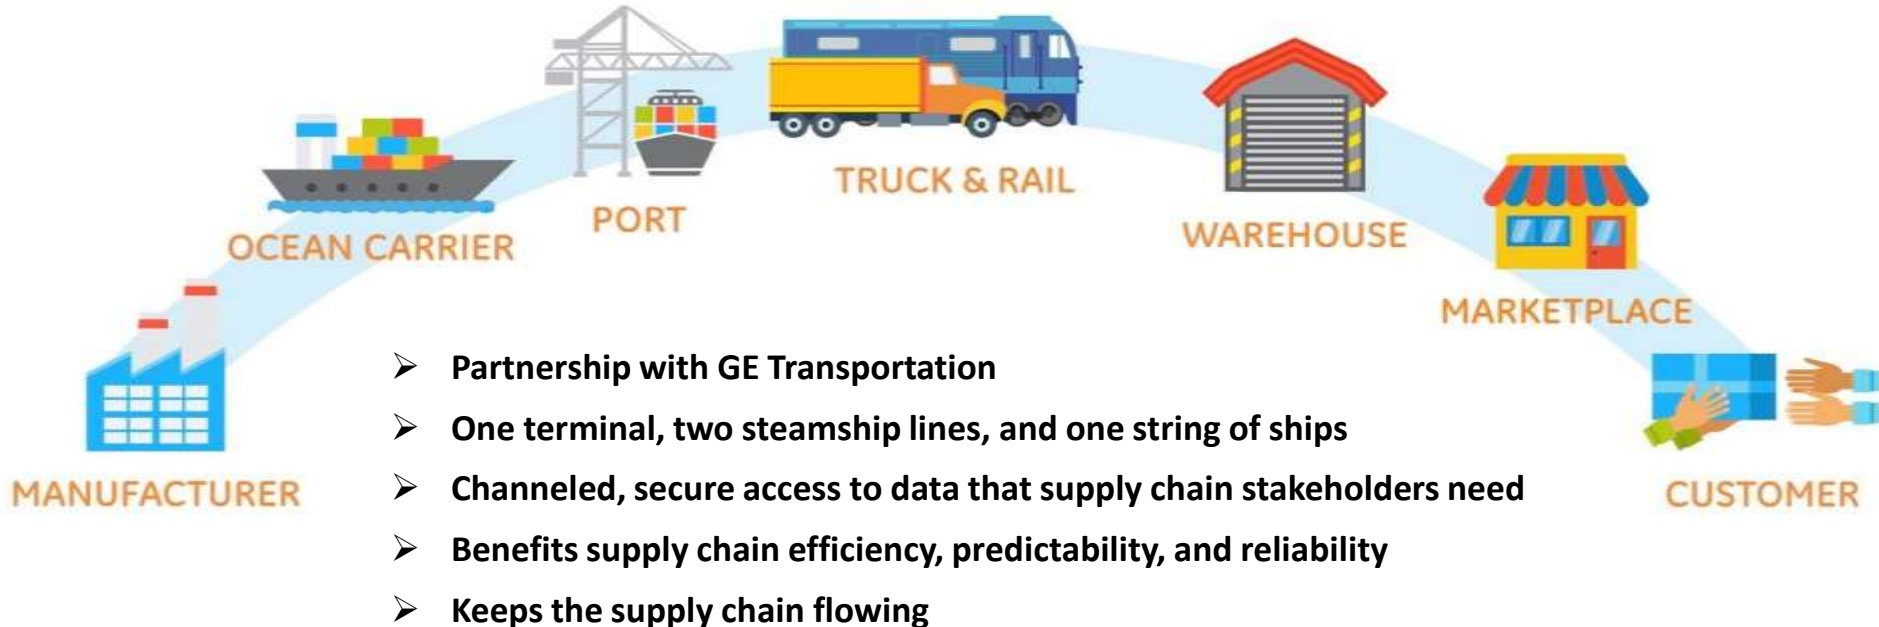 MANUFACTURER
OCEAN CARRIER
PORT
TRUCK & RAIL
WAREHOUSE
MARKETPLACE
CUSTOMER
➢ Partnership with GE Transportation
➢ One terminal, two steamship lines, and one string of ships
➢ Channeled, secure access to data that supply chain stakeholders need
➢ Benefits supply chain efficiency, predictability, and reliability
➢ Keeps the supply chain flowing